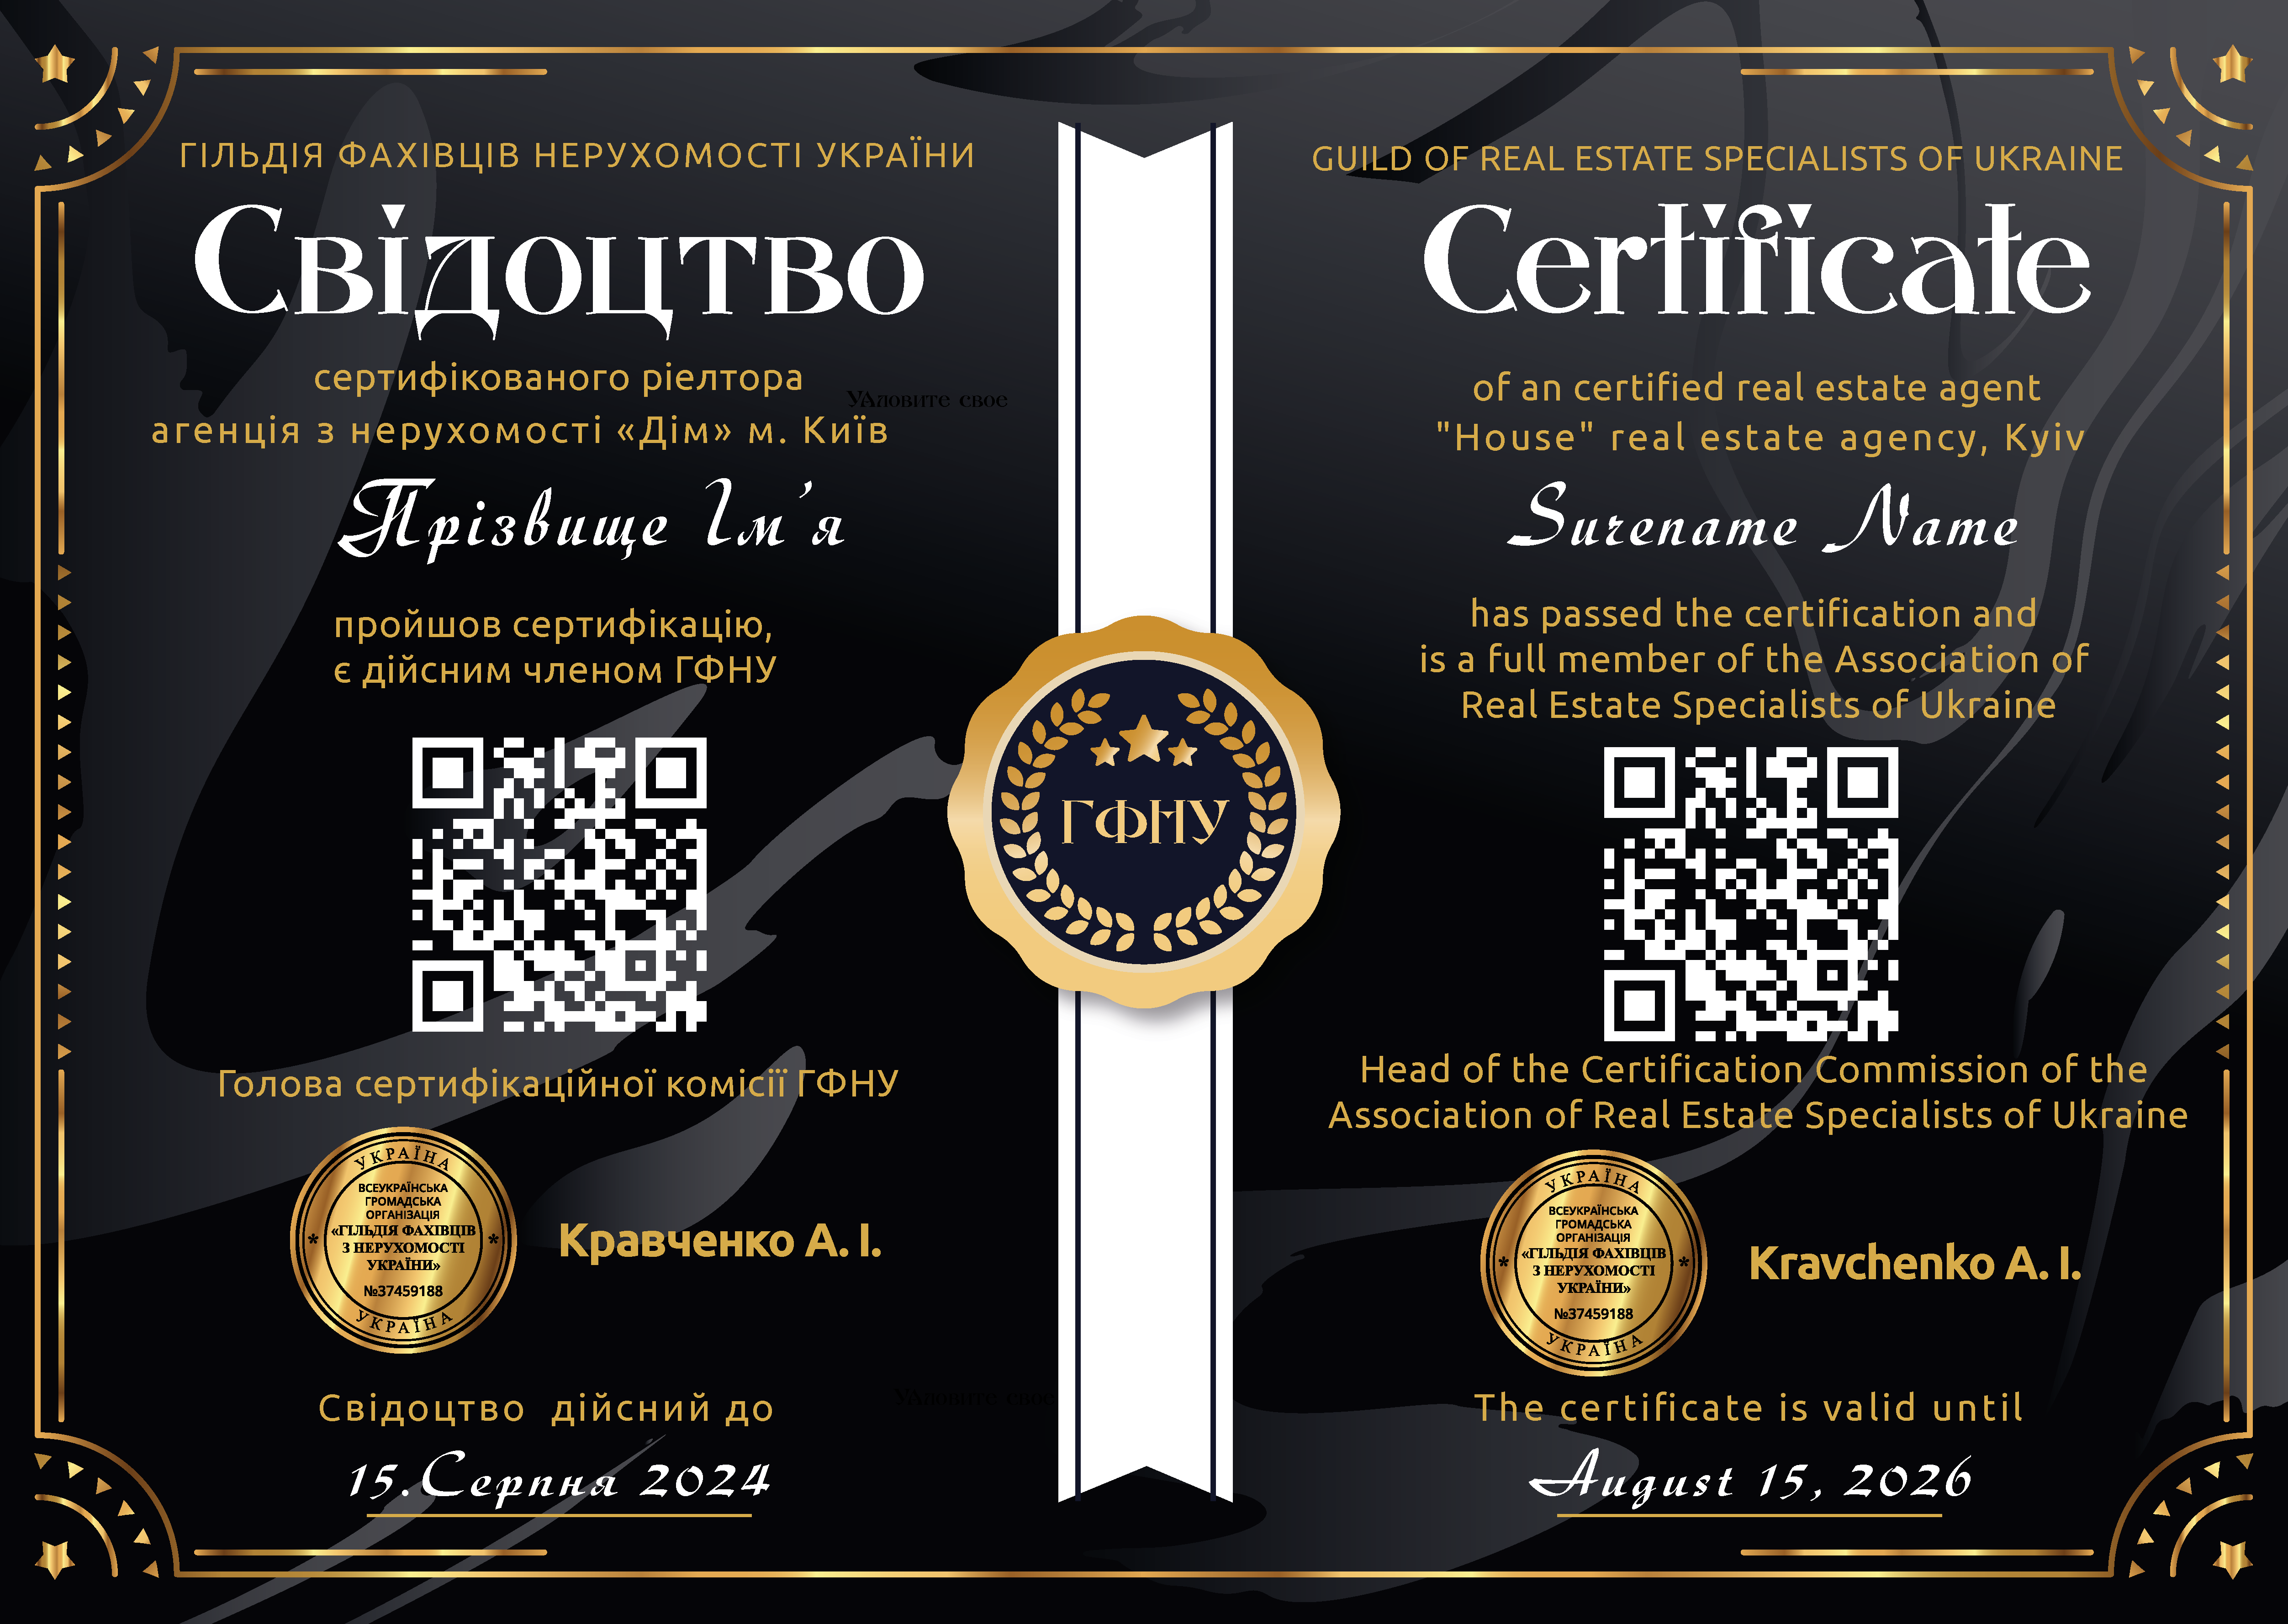 ГІЛЬДІЯ ФАХІВЦІВ НЕРУХОМОСТІ УКРАЇНИ
Свідоцтво
сертифікованого ріелтора
УАловите свое
агенція з нерухомості «Дім» м. Київ
Прізвище Ім’я
пройшов сертифікацію,
є дійсним членом ГФНУ
Голова сертифікаційної комісії ГФНУ
УКРАЇНА
ВСЕУКРАЇНСЬКА
ГРОМАДСЬКА
ОРГАНІЗАЦІЯ
«ГІЛЬДІЯ ФАХІВЦІВ
З НЕРУХОМОСТІ
УКРАЇНИ»
№37459188
УКРАЇНА
Кравченко А. І.
УАловите свое
Свідоцтво дійсний до
15.Серпня 2024
ГФНУ
GUILD OF REAL ESTATE SPECIALISTS OF UKRAINE
Certificate
of an certified real estate agent
"House" real estate agency, Kyiv
Surename Name
has passed the certification and
is a full member of the Association of
Real Estate Specialists of Ukraine
Head of the Certification Commission of the
Association of Real Estate Specialists of Ukraine
УКРАЇНА
ВСЕУКРАЇНСЬКА
ГРОМАДСЬКА
ОРГАНІЗАЦІЯ
«ГІЛЬДІЯ ФАХІВЦІВ
З НЕРУХОМОСТІ
УКРАЇНИ»
№37459188
УКРАЇНА
Kravchenko A. I.
The certificate is valid until
August 15, 2026